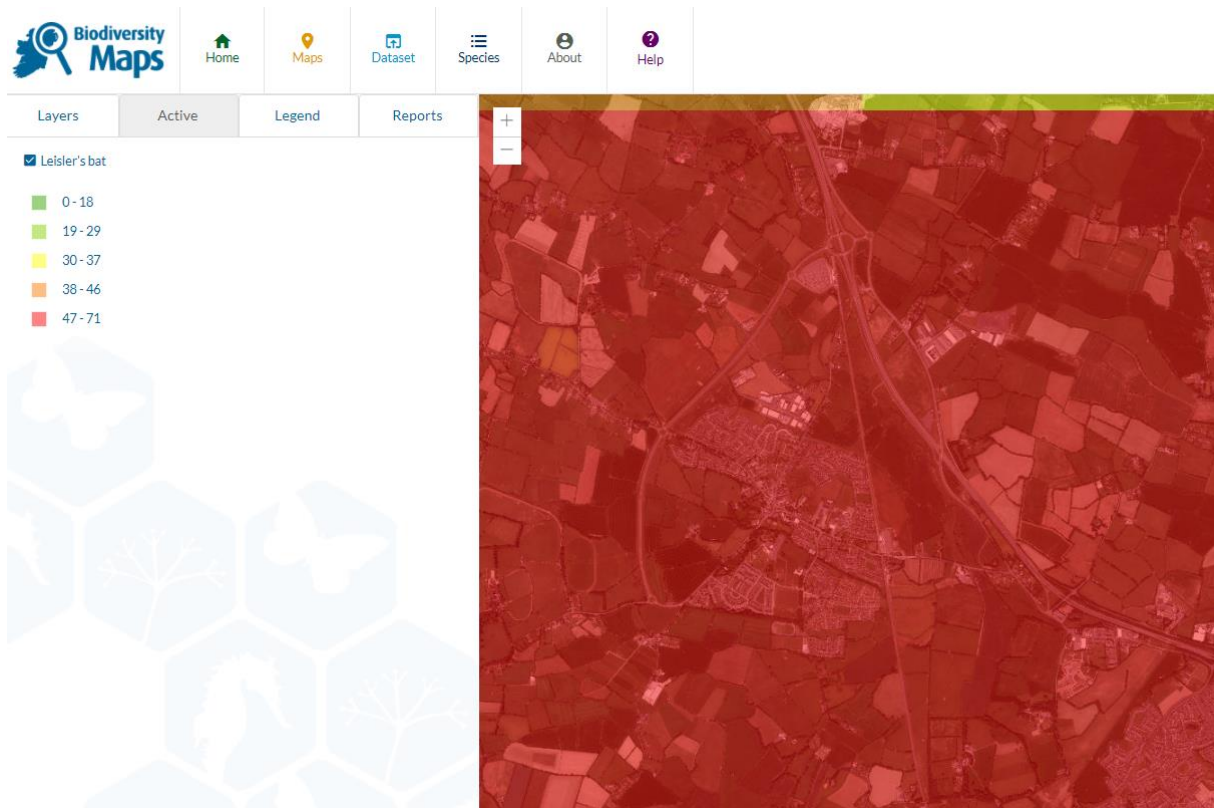 Biodiversity
Maps
Home
Maps
Dataset
Species
About
Help
Layers
Active
Legend
Reports
+
−
Leisler's bat
0 - 18
19 - 29
30 - 37
38 - 46
47 - 71